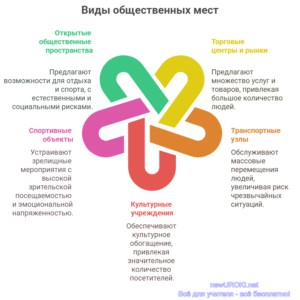 Виды общественных мест
Открытые
общественные
пространства
Предлагают
возможности для отдыха
и спорта, с
естественными и
социальными рисками.
Торговые
центры и рынки
Предлагают
множество услуг и
товаров, привлекая
большое количество
людей.
Спортивные
объекты
Устраивают
зрелищные
мероприятия с
высокой
зрительской
посещаемостью
и эмоциональной
напряженностью.
Транспортные
узлы
Обслуживают
массовые
перемещения
людей,
увеличивая риск
чрезвычайных
ситуаций.
Культурные
учреждения
Обеспечивают
культурное
обогащение,
привлекая
значительное
количество
посетителей.
newUROKI.net
Всё для учителя - всё бесплатно!